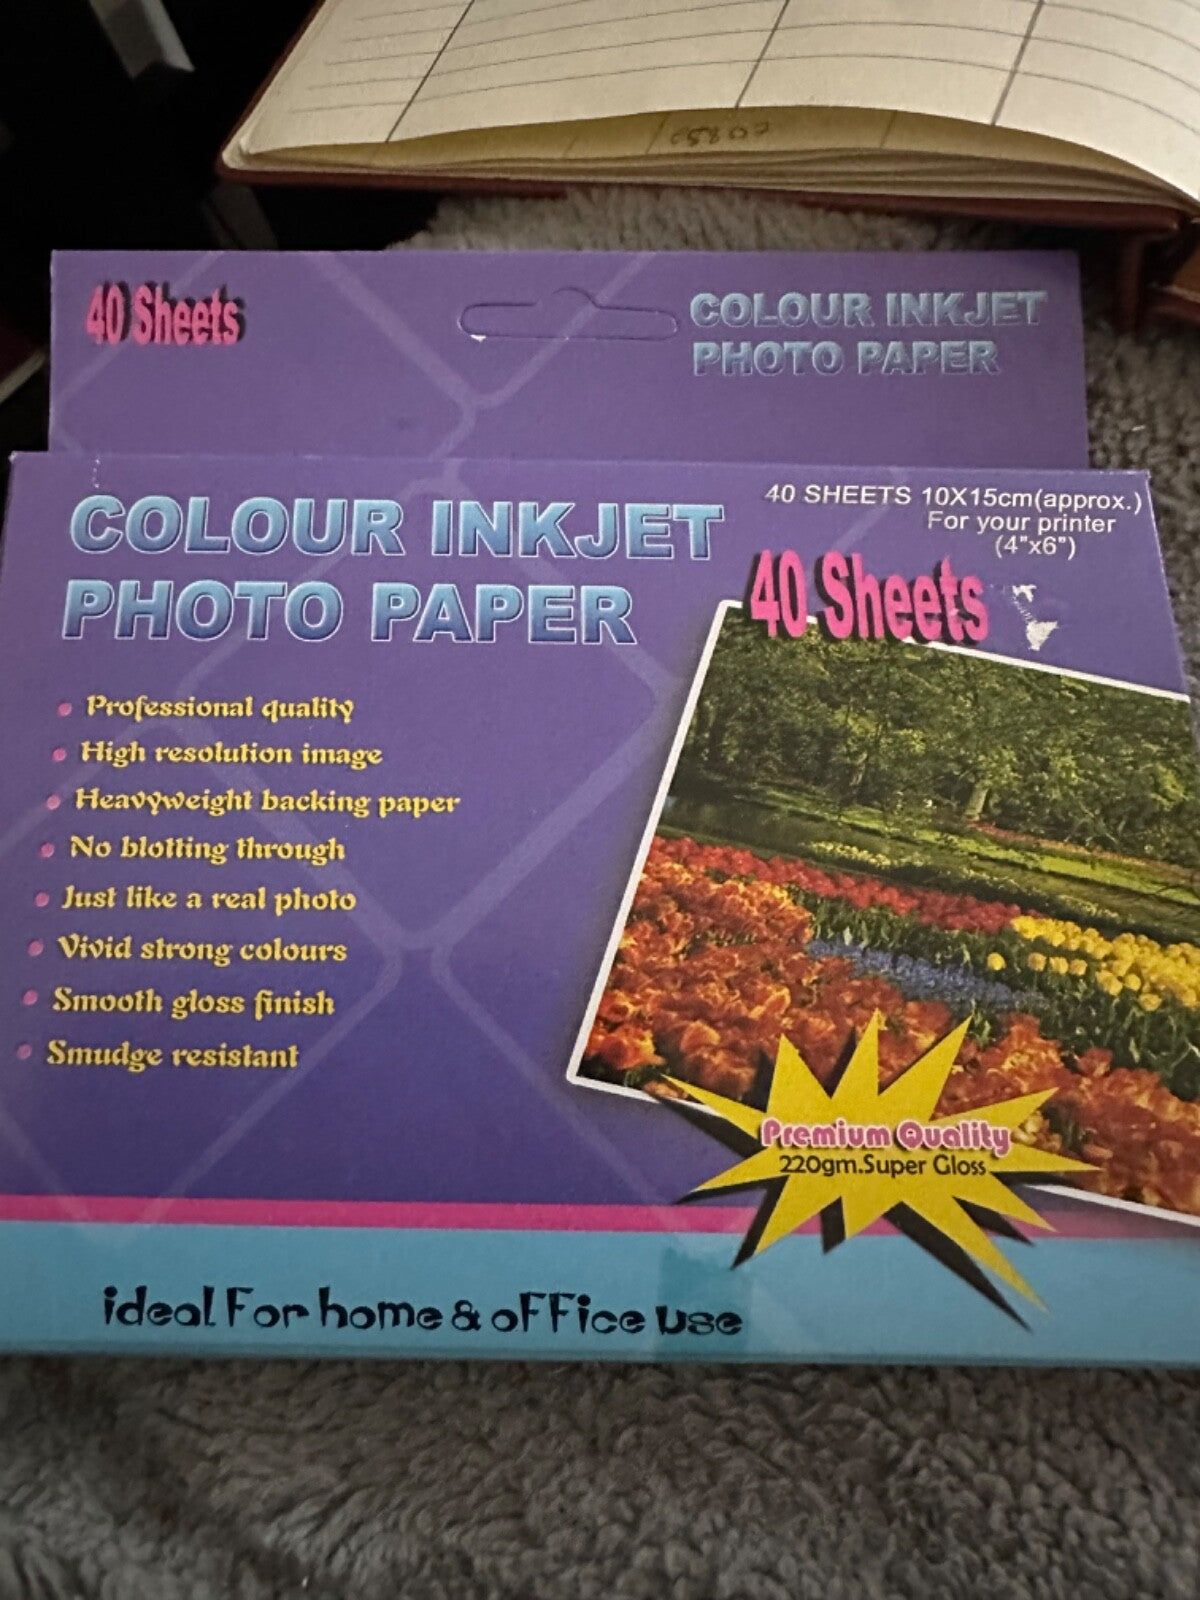 40 Sheets
COLOUR INKJET
PHOTO PAPER
COLOUR INKJET
PHOTO PAPER
40 SHEETS 10X15cm(approx.)
For your printer
(4"x6")
40 Sheets
Professional quality
High resolution image
Heavyweight backing paper
No blotting through
Just like a real photo
Vivid strong colours
Smooth gloss finish
Smudge resistant
Premium Quality
220gm.Super Gloss
ideal For home & oFFice use